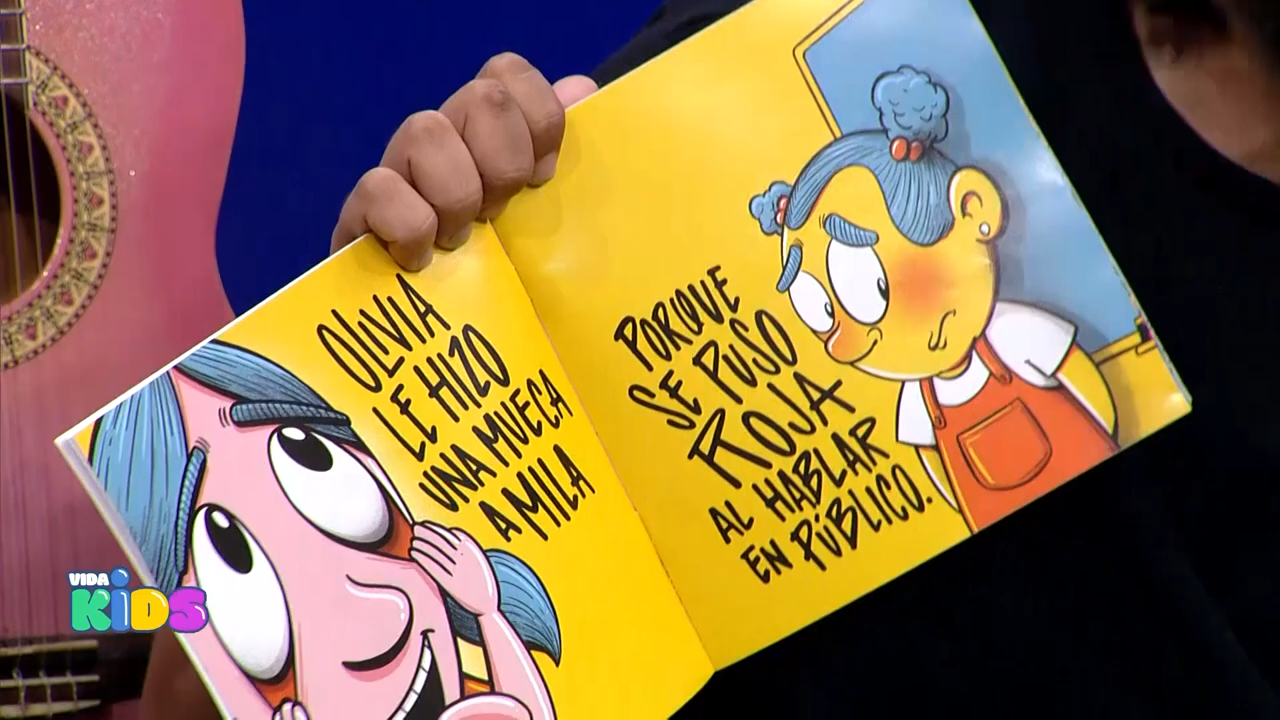 OLIVIA
LE HIZO
UNA MUECA
A MILA
PORQUE
SE PUSO
ROJA
AL HABLAR
EN PÚBLICO.
VIDA
KiDS